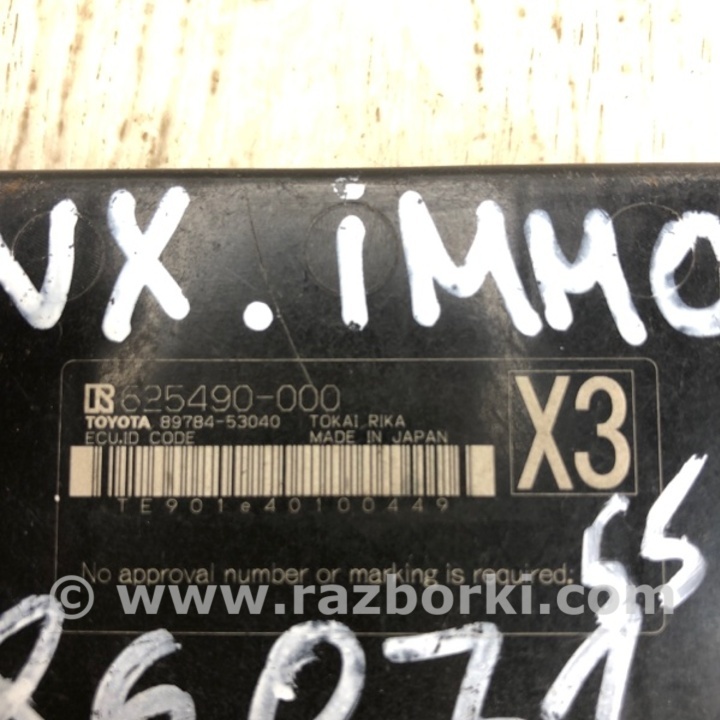 VX. iMMO
625490-000
TOYOTA 89784-53040 TOKAI RIKA
ECU.ID CODE MADE IN JAPAN
X3
TE901e40100449
No approval number or marking is required.
55
© www.razborki.com